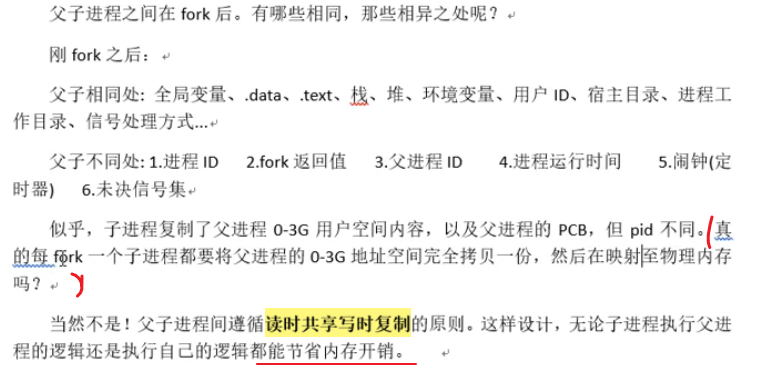 父子进程之间在 fork 后。有哪些相同，那些相异之处呢？
刚 fork 之后：
父子相同处: 全局变量、.data、.text、栈、堆、环境变量、用户 ID、宿主目录、进程工
作目录、信号处理方式...
父子不同处: 1.进程 ID 2.fork 返回值 3.父进程 ID 4.进程运行时间 5.闹钟(定
时器) 6.未决信号集
似乎，子进程复制了父进程 0-3G 用户空间内容，以及父进程的 PCB，但 pid 不同。真
的每 fork 一个子进程都要将父进程的 0-3G 地址空间完全拷贝一份，然后在映射至物理内存
吗？
当然不是！父子进程间遵循读时共享写时复制的原则。这样设计，无论子进程执行父进
程的逻辑还是执行自己的逻辑都能节省内存开销。